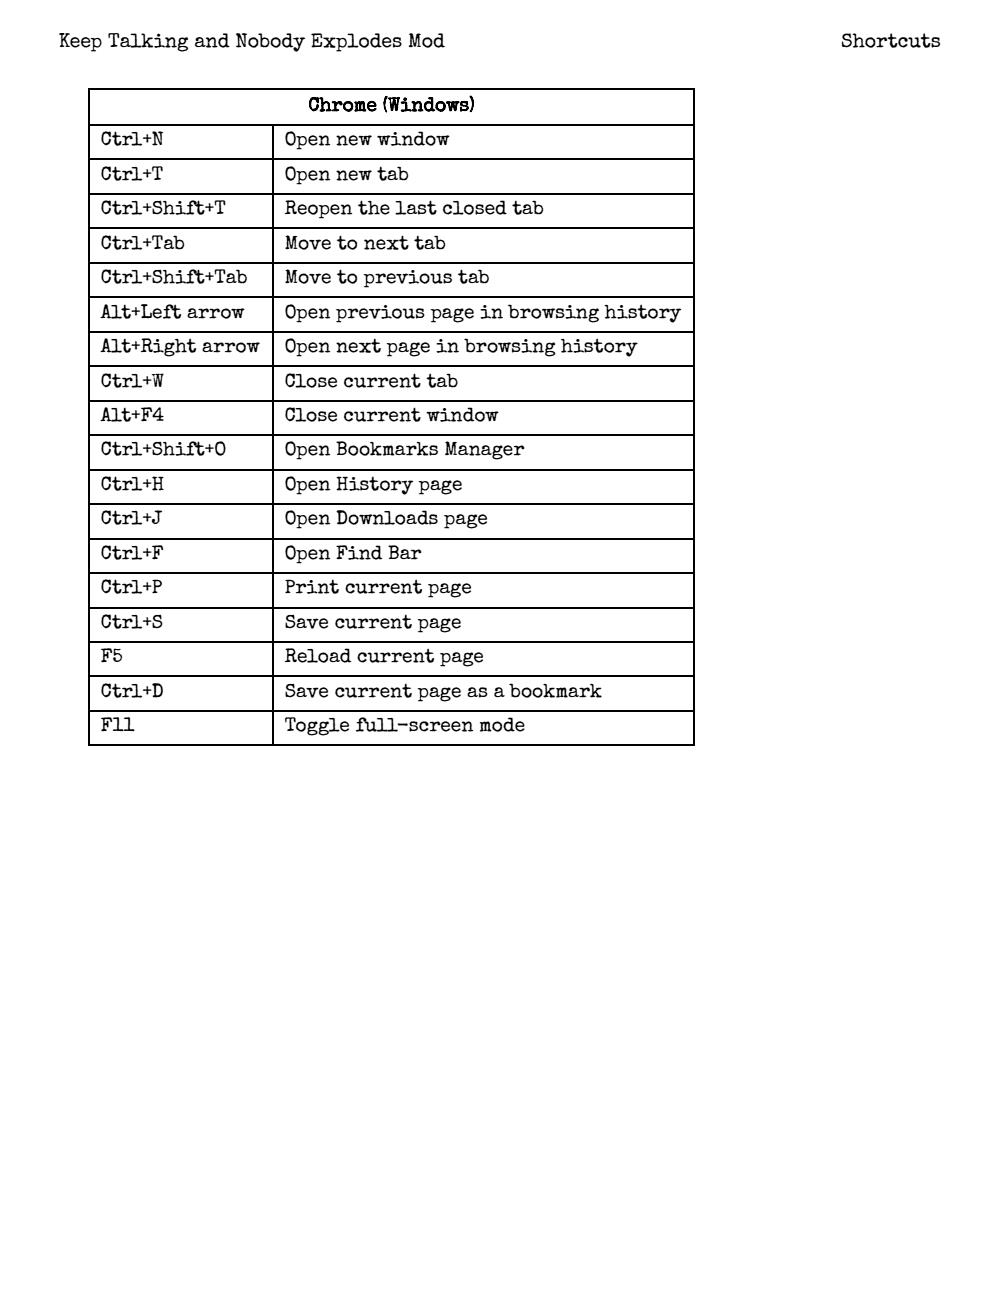 Keep Talking and Nobody Explodes Mod Shortcuts
Chrome (Windows)
Ctrl+N Open new window
Ctrl+T Open new tab
Ctrl+Shift+T Reopen the last closed tab
Ctrl+Tab Move to next tab
Ctrl+Shift+Tab Move to previous tab
Alt+Left arrow Open previous page in browsing history
Alt+Right arrow Open next page in browsing history
Ctrl+W Close current tab
Alt+F4 Close current window
Ctrl+Shift+O Open Bookmarks Manager
Ctrl+H Open History page
Ctrl+J Open Downloads page
Ctrl+F Open Find Bar
Ctrl+P Print current page
Ctrl+S Save current page
F5 Reload current page
Ctrl+D Save current page as a bookmark
F11 Toggle full-screen mode